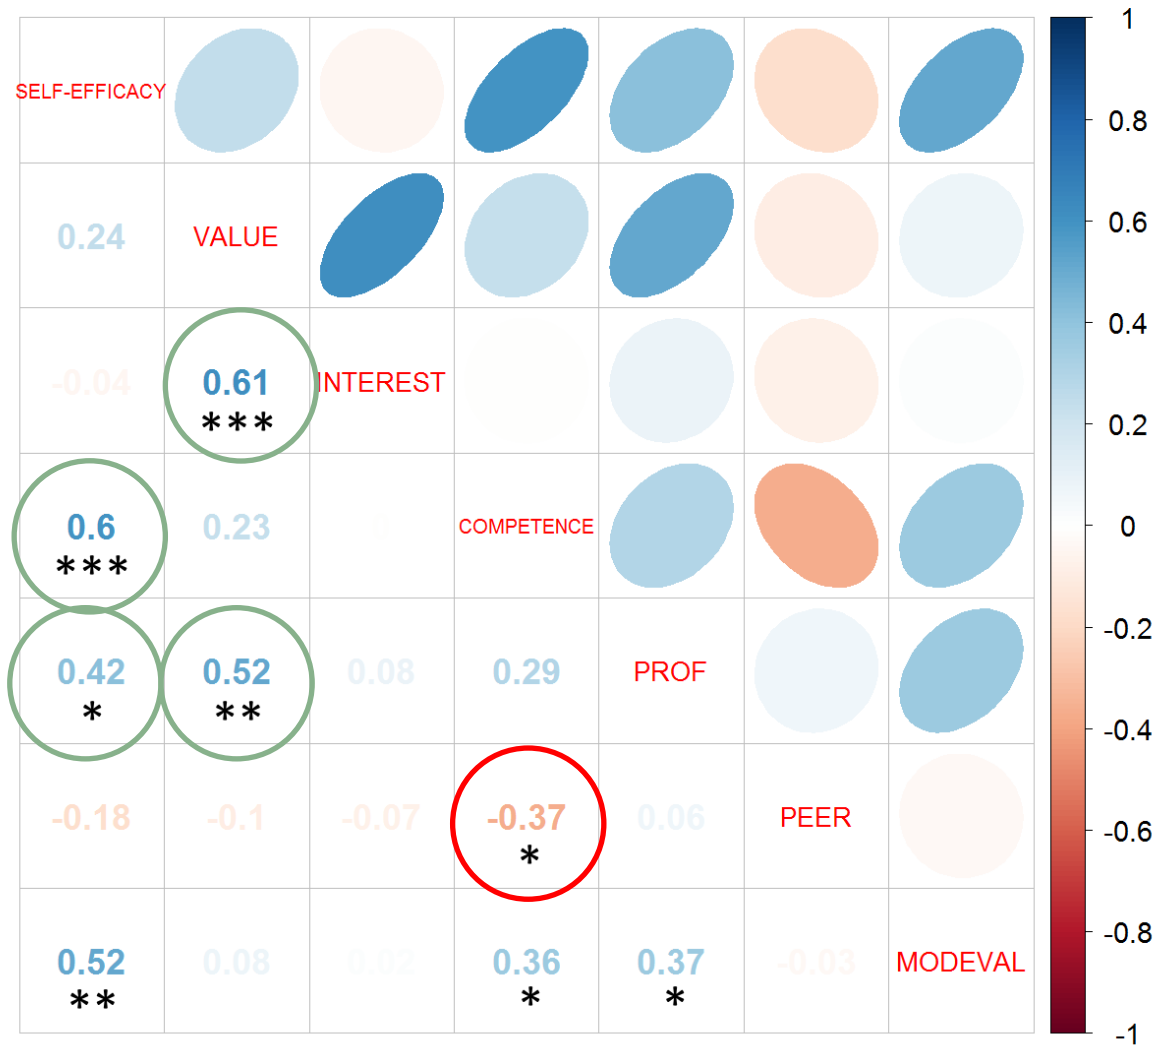 SELF-EFFICACY
0.24 VALUE
-0.04 0.61 INTEREST
***
0.6 0.23 0 COMPETENCE
***
0.42 0.52 0.08 0.29 PROF
* **
-0.18 -0.1 -0.07 -0.37 0.06 PEER
*
0.52 0.08 0.02 0.36 0.37 -0.03 MODEVAL
** * *
1
0.8
0.6
0.4
0.2
0
-0.2
-0.4
-0.6
-0.8
-1